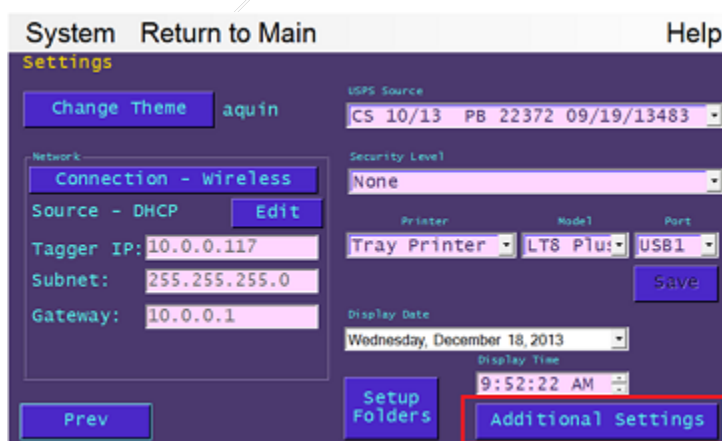 System Return to Main Help
Settings
Change Theme aquin
USPS Source
CS 10/13 PB 22372 09/19/13483
Network
Connection - Wireless
Source - DHCP Edit
Tagger IP: 10.0.0.117
Subnet: 255.255.255.0
Gateway: 10.0.0.1
Security Level
None
Printer Model Port
Tray Printer LT8 Plus USB1
Save
Display Date
Wednesday, December 18, 2013
Display Time
9:52:22 AM
Prev
Setup
Folders
Additional Settings